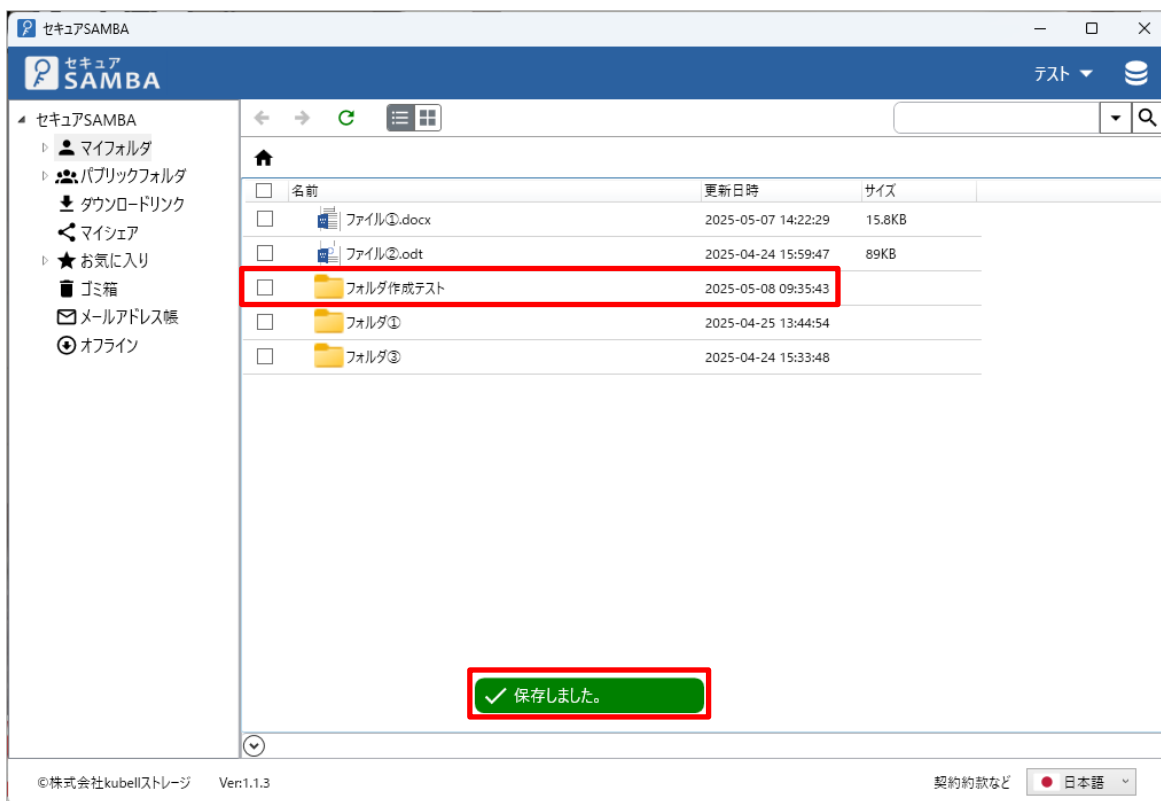 セキュアSAMBA
セキュア
SAMBA
テスト
セキュアSAMBA
マイフォルダ
パブリックフォルダ
ダウンロードリンク
マイシェア
お気に入り
ゴミ箱
メールアドレス帳
オフライン
名前 更新日時 サイズ
ファイル①.docx 2025-05-07 14:22:29 15.8KB
ファイル②.odt 2025-04-24 15:59:47 89KB
フォルダ作成テスト 2025-05-08 09:35:43
フォルダ① 2025-04-25 13:44:54
フォルダ③ 2025-04-24 15:33:48
保存しました。
©株式会社kubellストレージ Ver:1.1.3 契約約款など 日本語